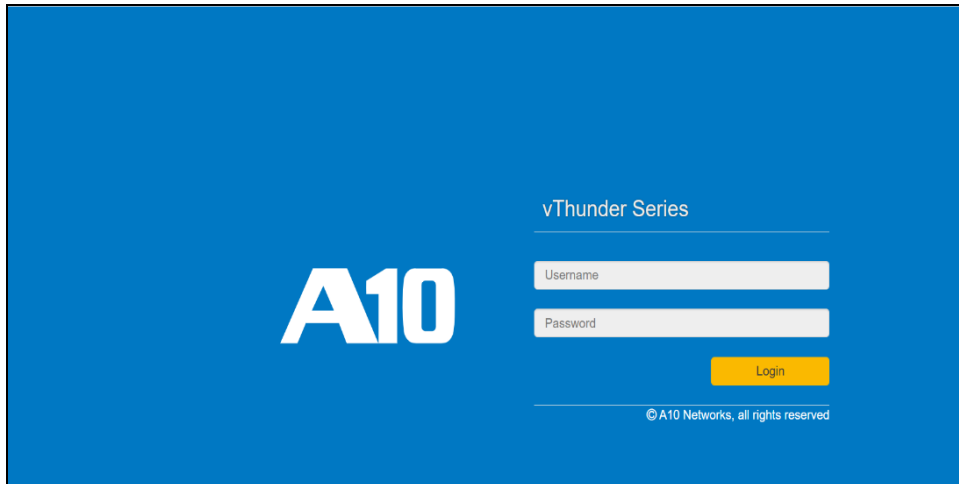 vThunder Series
A10
Username
Password
Login
© A10 Networks, all rights reserved